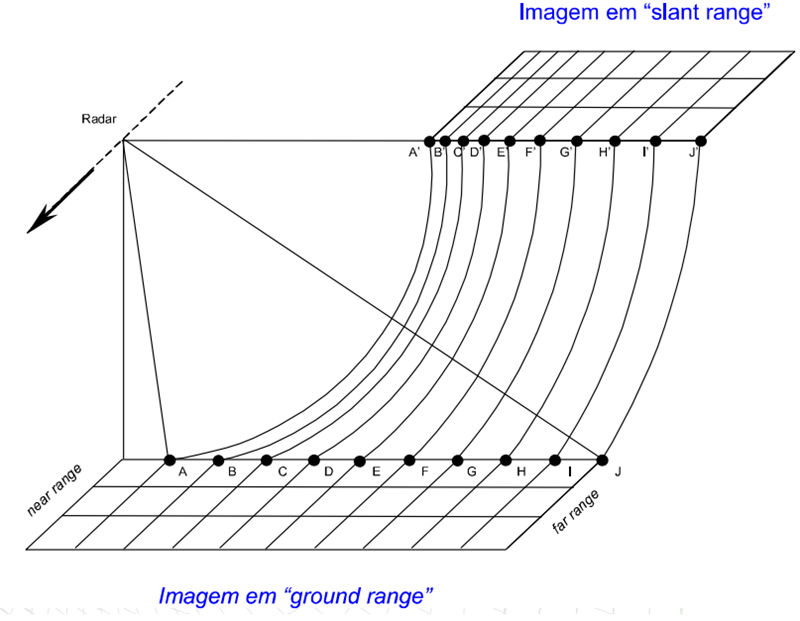 Imagem em “slant range”
Radar
A' B' C' D' E' F' G' H' I' J'
A B C D E F G H I J
near range
far range
Imagem em “ground range”